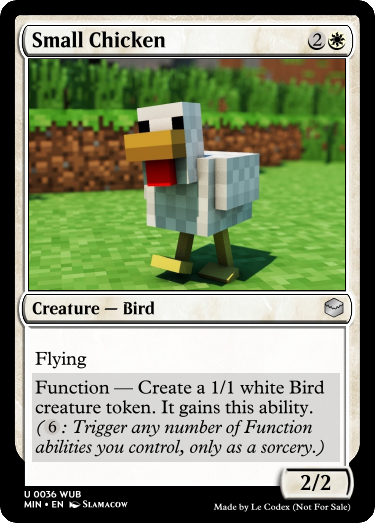 Small Chicken 2
Creature — Bird
Flying
Function — Create a 1/1 white Bird
creature token. It gains this ability.
(6: Trigger any number of Function
abilities you control, only as a sorcery.)
2/2
U 0036 WUB
MIN • EN SLAMACOW
Made by Le Codex (Not For Sale)